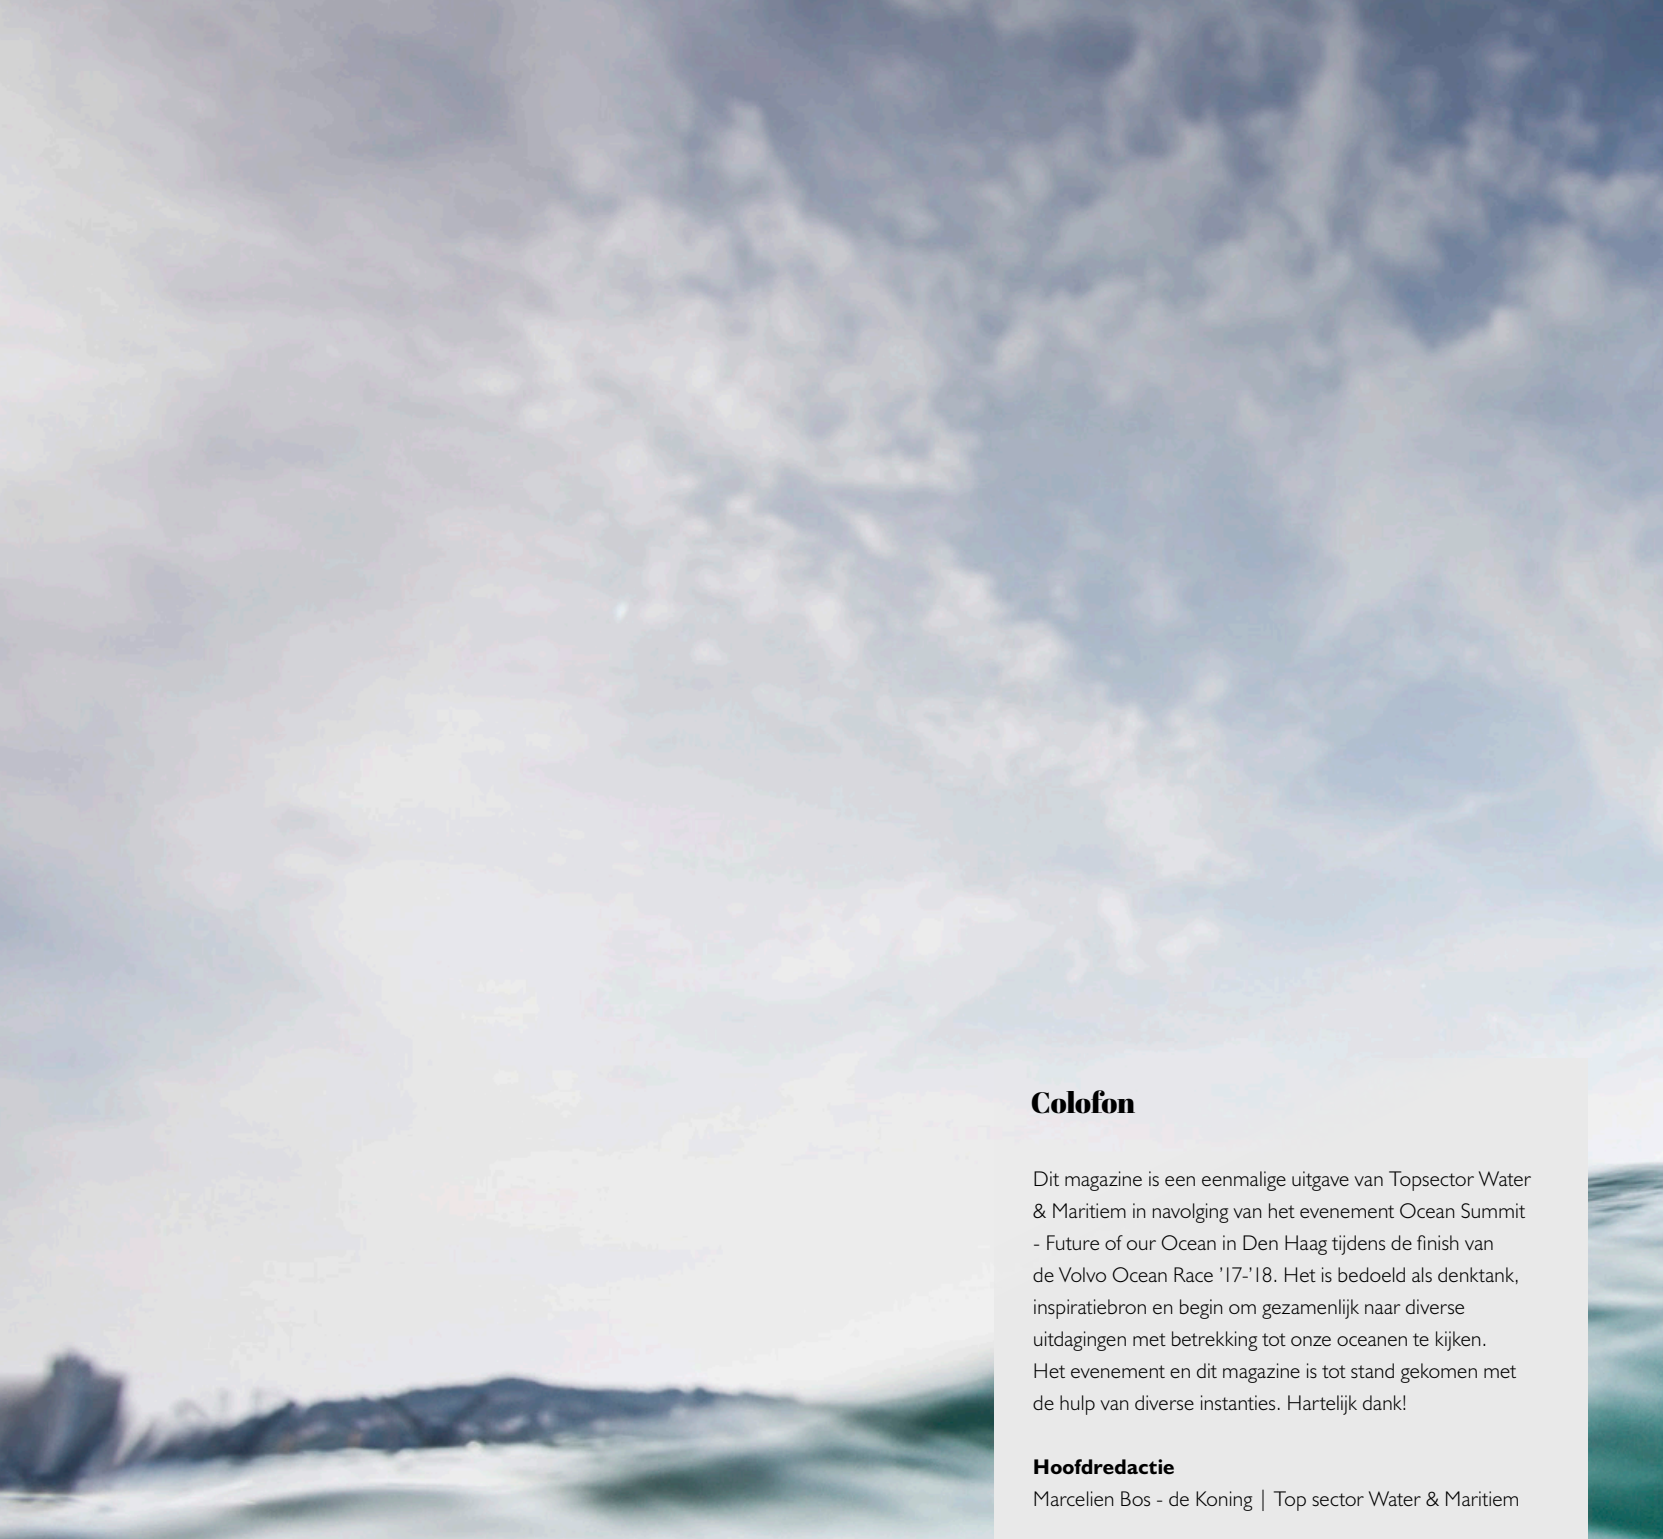 Colofon
Dit magazine is een eenmalige uitgave van Topsector Water
& Maritiem in navolging van het evenement Ocean Summit
- Future of our Ocean in Den Haag tijdens de finish van
de Volvo Ocean Race ’17-’18. Het is bedoeld als denktank,
inspiratiebron en begin om gezamenlijk naar diverse
uitdagingen met betrekking tot onze oceanen te kijken.
Het evenement en dit magazine is tot stand gekomen met
de hulp van diverse instanties. Hartelijk dank!
Hoofdredactie
Marcelien Bos - de Koning | Top sector Water & Maritiem